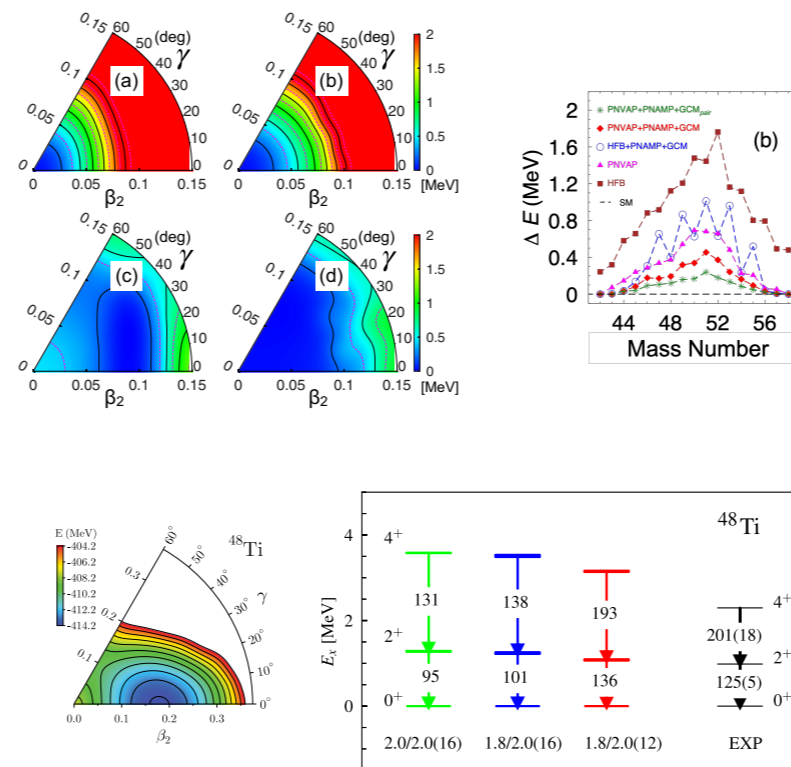 (a)
0 0.05 0.1 0.15
0.05 0.1 0.15
0 10 20 30 40 50 60
(deg)
γ
β2
(b)
0 0.05 0.1 0.15
0.05 0.1 0.15
0 10 20 30 40 50 60
(deg)
γ
β2
2
1.5
1
0.5
0
[MeV]
(c)
0 0.05 0.1 0.15
0.05 0.1 0.15
0 10 20 30 40 50 60
(deg)
γ
β2
(d)
0 0.05 0.1 0.15
0.05 0.1 0.15
0 10 20 30 40 50 60
(deg)
γ
β2
2
1.5
1
0.5
0
[MeV]
(b)
PNVAP+PNAMP+GCMpair
PNVAP+PNAMP+GCM
HFB+PNAMP+GCM
PNVAP
HFB
SM
Δ E (MeV)
2
1.6
1.2
0.8
0.4
0
44 48 52 56
Mass Number
E (MeV)
-404.2
-406.2
-408.2
-410.2
-412.2
-414.2
48Ti
0.0 0.1 0.2 0.3
0.1 0.2 0.3
0° 10° 20° 30° 40° 50° 60°
γ
β2
48Ti
Ex [MeV]
4
2
0
4+ 4+
131 138 193 201(18)
2+ 2+
95 101 136 125(5)
0+ 0+
2.0/2.0(16) 1.8/2.0(16) 1.8/2.0(12) EXP